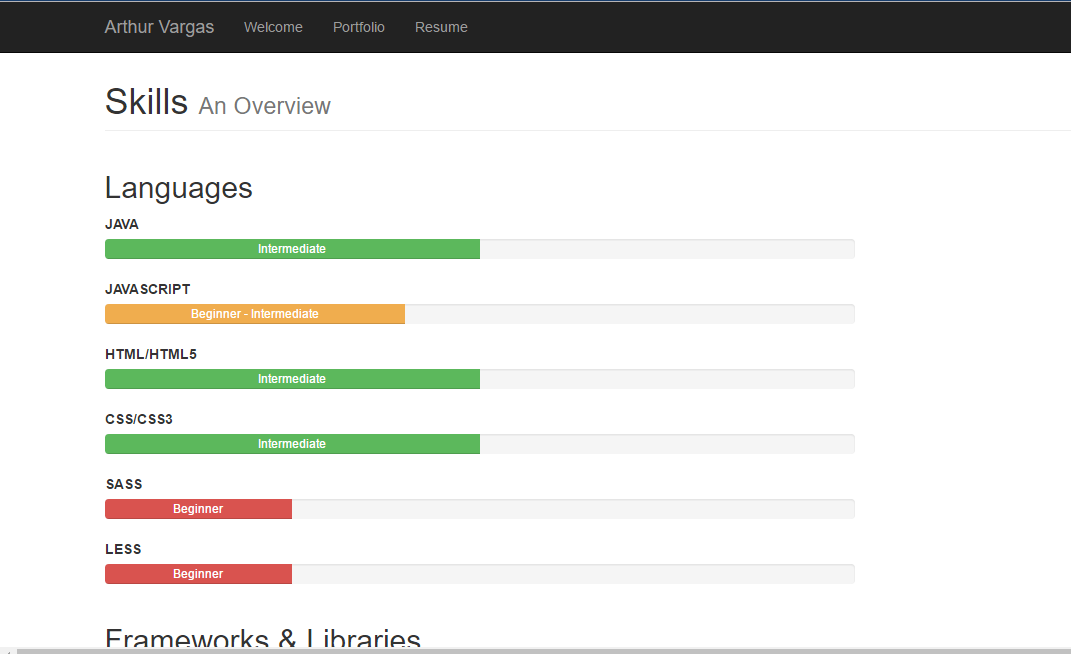 Arthur Vargas Welcome Portfolio Resume
Skills An Overview
Languages
JAVA
Intermediate
JAVASCRIPT
Beginner - Intermediate
HTML/HTML5
Intermediate
CSS/CSS3
Intermediate
SASS
Beginner
LESS
Beginner
Frameworks & Libraries